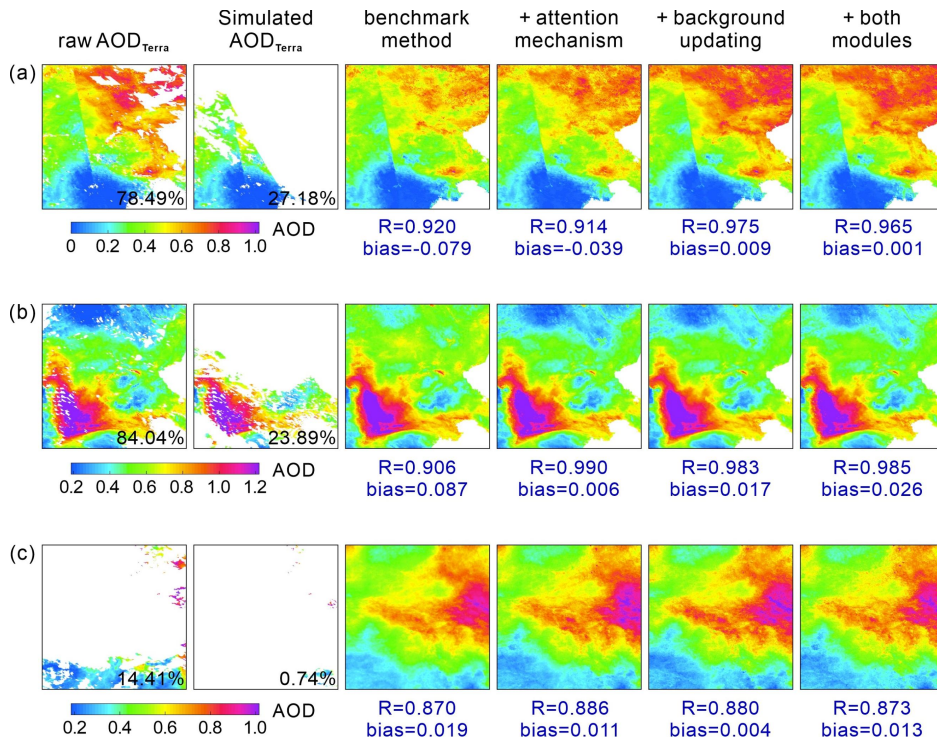 raw AOD_Terra
Simulated
AOD_Terra
benchmark
method
+ attention
mechanism
+ background
updating
+ both
modules
(a)
78.49%
27.18%
0 0.2 0.4 0.6 0.8 1.0 AOD
R=0.920
bias=-0.079
R=0.914
bias=-0.039
R=0.975
bias=0.009
R=0.965
bias=0.001
(b)
84.04%
23.89%
0.2 0.4 0.6 0.8 1.0 1.2 AOD
R=0.906
bias=0.087
R=0.990
bias=0.006
R=0.983
bias=0.017
R=0.985
bias=0.026
(c)
14.41%
0.74%
0.2 0.4 0.6 0.8 1.0 AOD
R=0.870
bias=0.019
R=0.886
bias=0.011
R=0.880
bias=0.004
R=0.873
bias=0.013